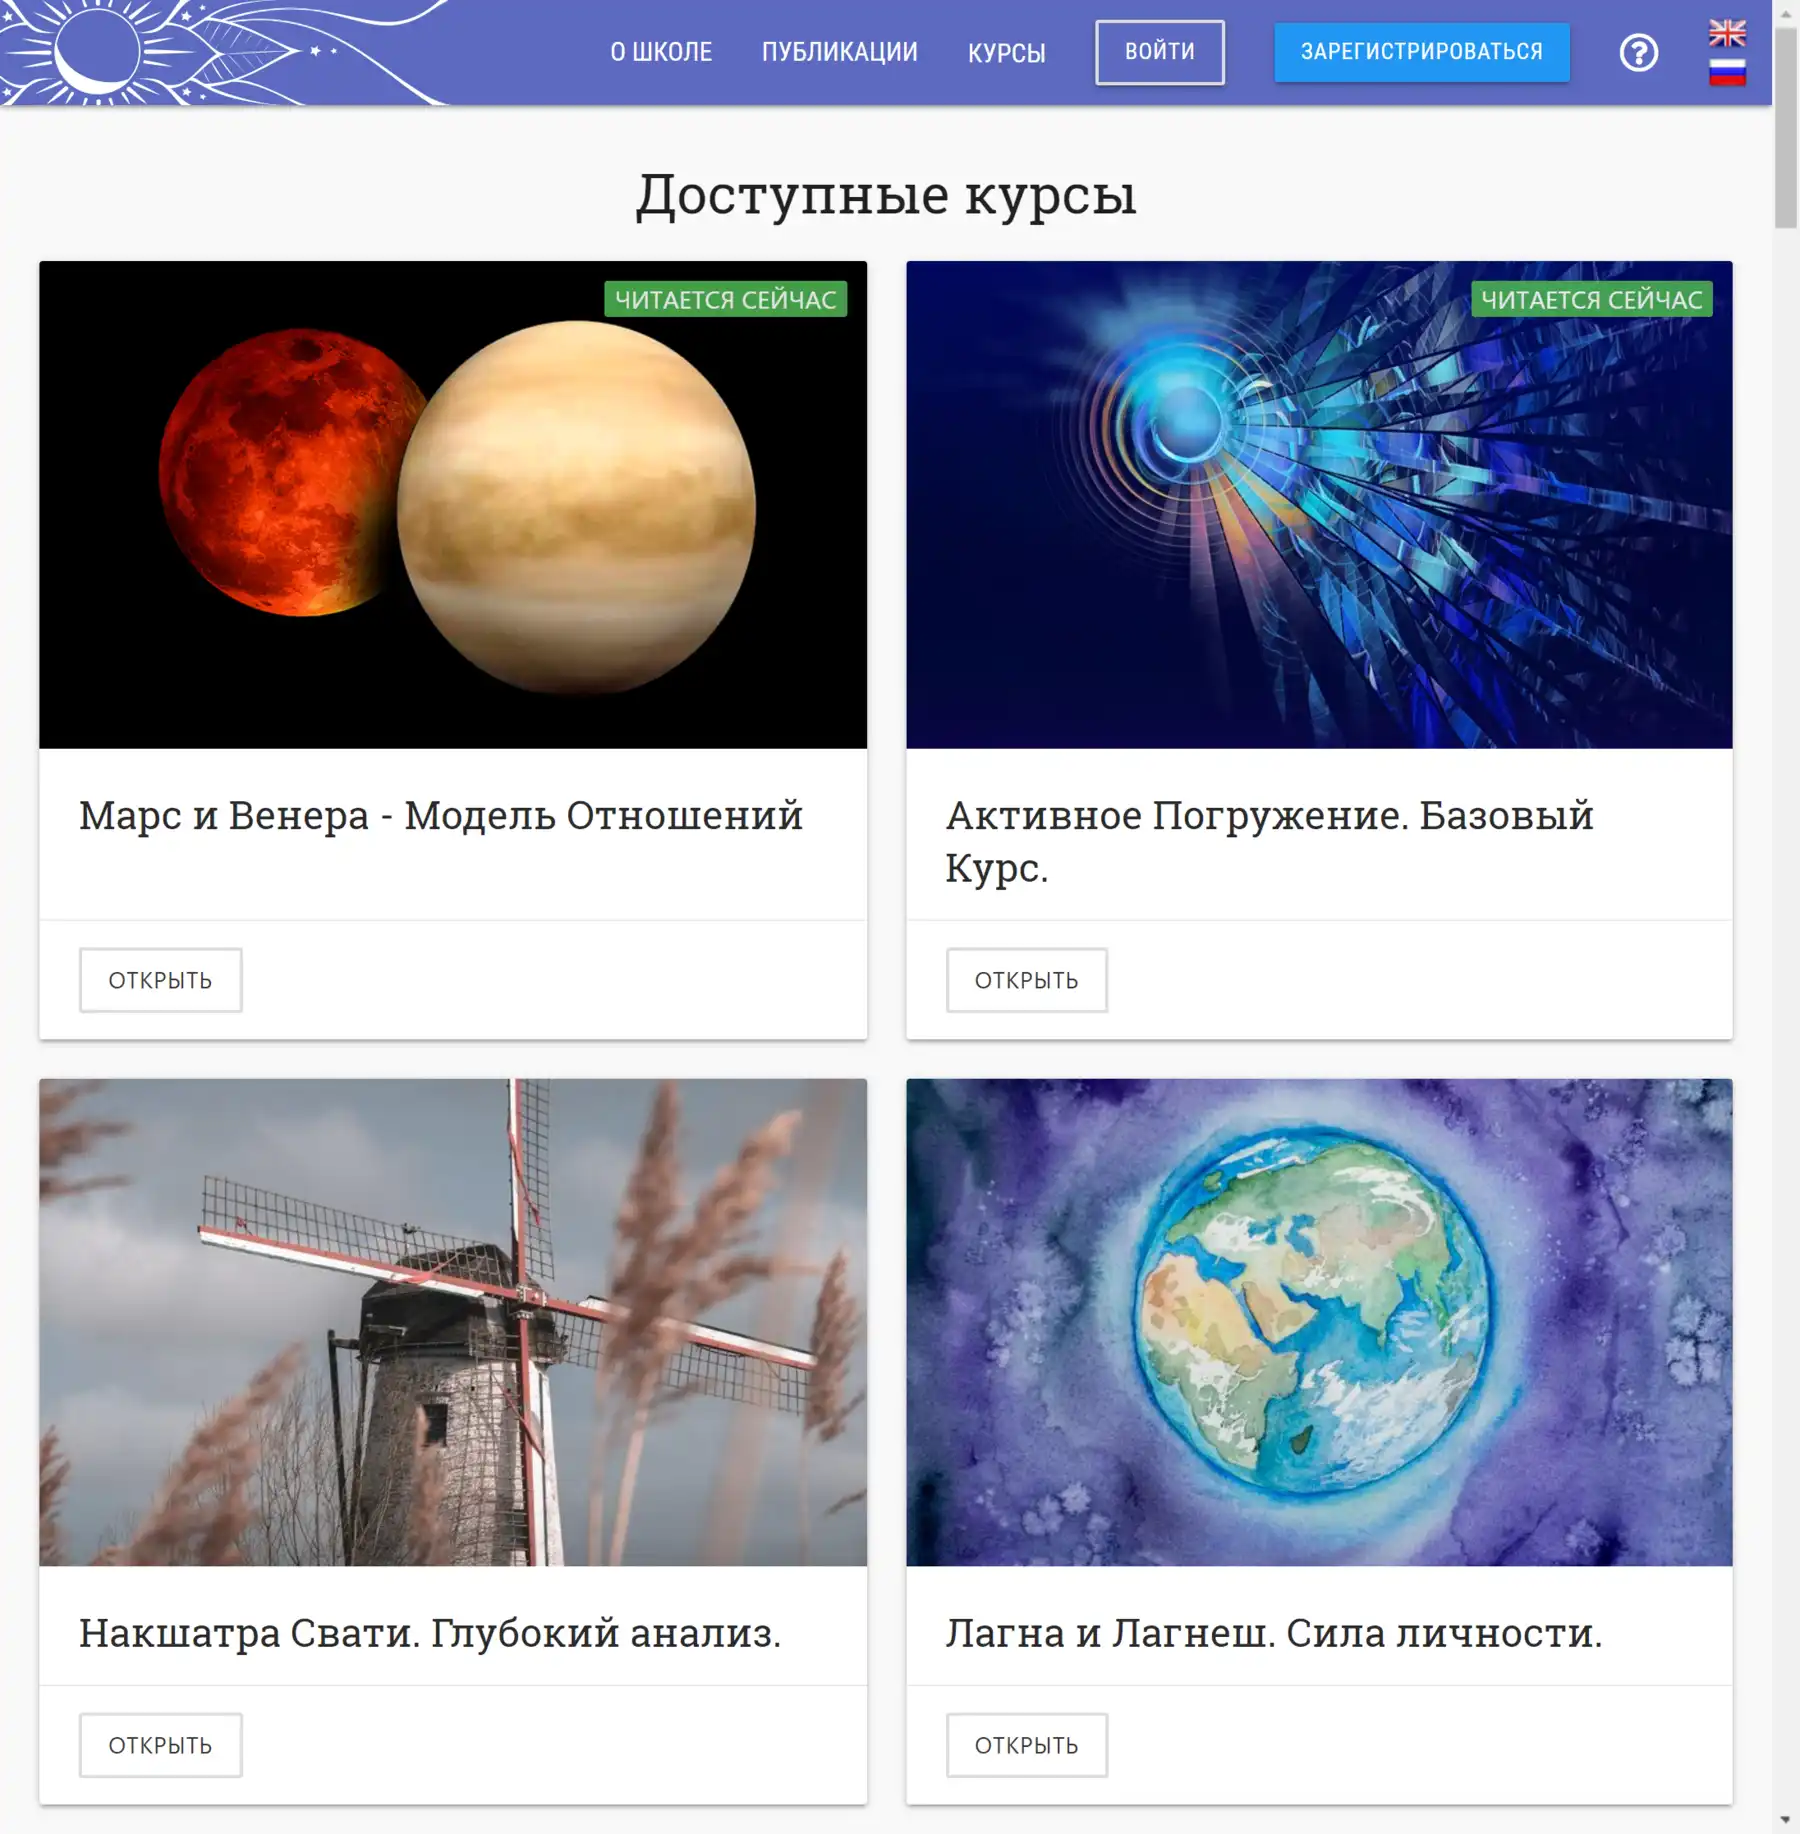 О ШКОЛЕ
ПУБЛИКАЦИИ
КУРСЫ
ВОЙТИ
ЗАРЕГИСТРИРОВАТЬСЯ
Доступные курсы
ЧИТАЕТСЯ СЕЙЧАС
Марс и Венера - Модель Отношений
ОТКРЫТЬ
ЧИТАЕТСЯ СЕЙЧАС
Активное Погружение. Базовый
Курс.
ОТКРЫТЬ
Накшатра Свати. Глубокий анализ.
ОТКРЫТЬ
Лагна и Лагнеш. Сила личности.
ОТКРЫТЬ